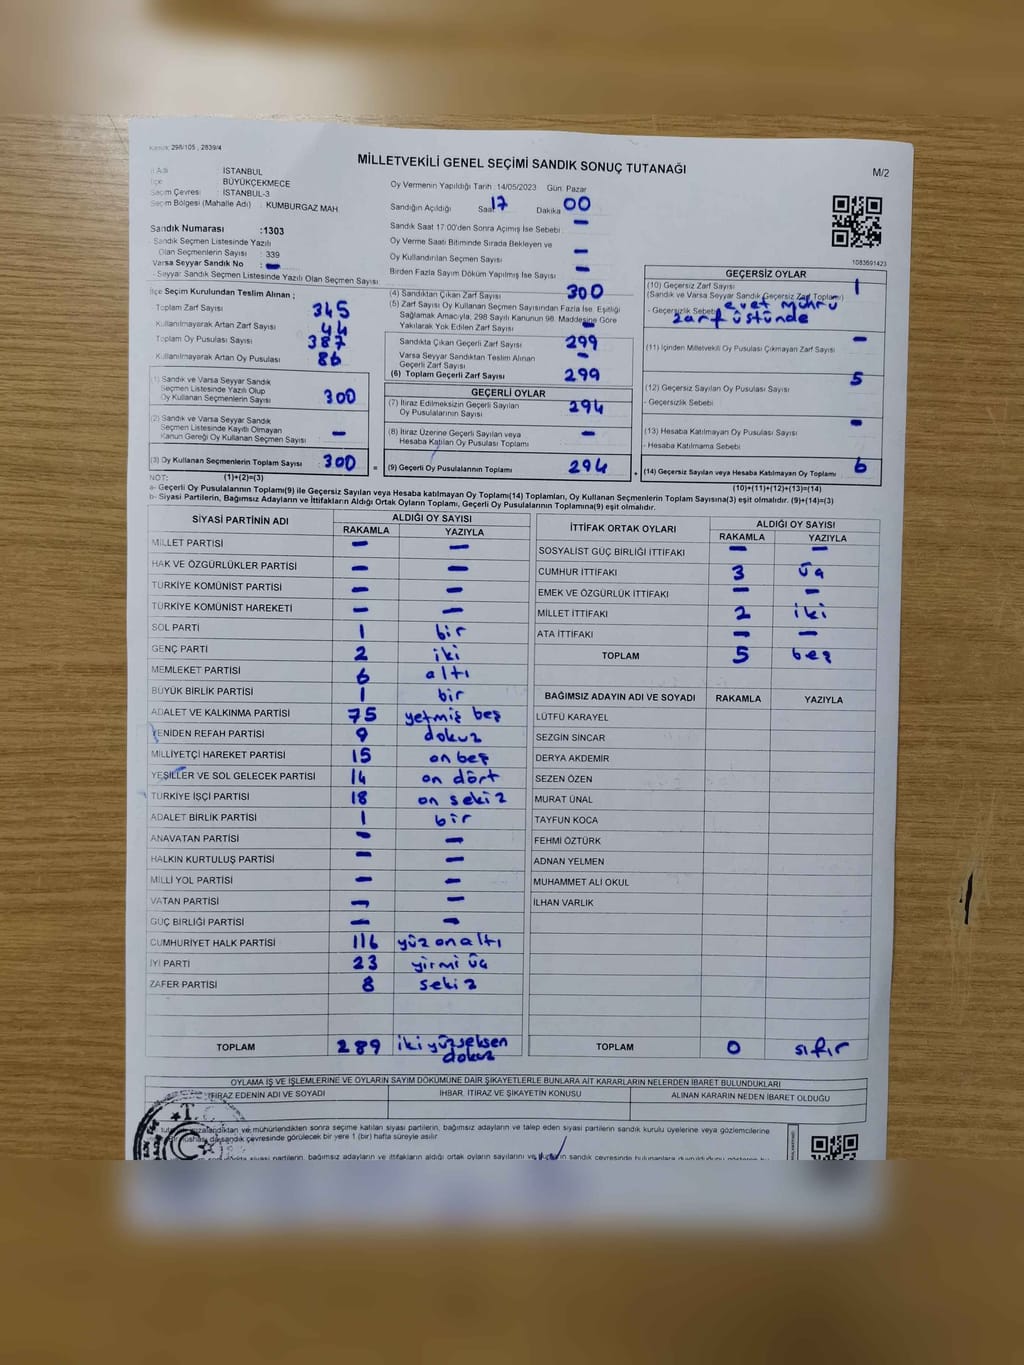 Kanun: 298/105 , 2839/4
MİLLETVEKİLİ GENEL SEÇİMİ SANDIK SONUÇ TUTANAĞI
M/2
İl Adı : İSTANBUL
İlçe : BÜYÜKÇEKMECE
Seçim Çevresi : İSTANBUL-3
Seçim Bölgesi (Mahalle Adı) : KUMBURGAZ MAH.
Sandık Numarası :1303
Sandık Seçmen Listesinde Yazılı
Olan Seçmenlerin Sayısı : 339
Varsa Seyyar Sandık No : -
Seyyar Sandık Seçmen Listesinde Yazılı Olan Seçmen Sayısı
Oy Vermenin Yapıldığı Tarih :14/05/2023 Gün: Pazar
Sandığın Açıldığı Saat 17 Dakika 00
Sandık Saat 17:00'den Sonra Açımış İse Sebebi : -
Oy Verme Saati Bitiminde Sırada Bekleyen ve
Oy Kullandırılan Seçmen Sayısı -
Birden Fazla Sayım Döküm Yapılmış İse Sayısı -
1083691423
İlçe Seçim Kurulundan Teslim Alınan ;
Toplam Zarf Sayısı 345
Kullanılmayarak Artan Zarf Sayısı 44
Toplam Oy Pusulası Sayısı 387
Kullanılmayarak Artan Oy Pusulası 86
(1) Sandık ve Varsa Seyyar Sandık
Seçmen Listesinde Yazılı Olup
Oy Kullanan Seçmenlerin Sayısı 300
(2) Sandık ve Varsa Seyyar Sandık
Seçmen Listesinde Kayıtlı Olmayan
Kanun Gereği Oy Kullanan Seçmen Sayısı -
(3) Oy Kullanan Seçmenlerin Toplam Sayısı 300
(1)+(2)=(3)
(4) Sandıktan Çıkan Zarf Sayısı 300
(5) Zarf Sayısı Oy Kullanan Seçmen Sayısından Fazla İse, Eşitliği
Sağlamak Amacıyla, 298 Sayılı Kanunun 98. Maddesine Göre
Yakılarak Yok Edilen Zarf Sayısı -
Sandıkta Çıkan Geçerli Zarf Sayısı 299
Varsa Seyyar Sandıktan Teslim Alınan
Geçerli Zarf Sayısı -
(6) Toplam Geçerli Zarf Sayısı 299
GEÇERLİ OYLAR
(7) İtiraz Edilmeksizin Geçerli Sayılan
Oy Pusulalarının Sayısı 294
(8) İtiraz Üzerine Geçerli Sayılan veya
Hesaba Katılan Oy Pusulası Toplamı -
= (9) Geçerli Oy Pusulalarının Toplamı 294
GEÇERSİZ OYLAR
(10) Geçersiz Zarf Sayısı 1
(Sandık ve Varsa Seyyar Sandık Geçersiz Zarf Toplamı)
- Geçersizlik Sebebi evet mührü
zarf üstünde
(11) İçinden Milletvekili Oy Pusulası Çıkmayan Zarf Sayısı -
(12) Geçersiz Sayılan Oy Pusulası Sayısı 5
- Geçersizlik Sebebi :
(13) Hesaba Katılmayan Oy Pusulası Sayısı -
- Hesaba Katılmama Sebebi
+ (14) Geçersiz Sayılan veya Hesaba Katılmayan Oy Toplamı 6
(10)+(11)+(12)+(13)=(14)
NOT:
a- Geçerli Oy Pusulalarının Toplamı(9) ile Geçersiz Sayılan veya Hesaba katılmayan Oy Toplamı(14) Toplamları, Oy Kullanan Seçmenlerin Toplam Sayısına(3) eşit olmalıdır. (9)+(14)=(3)
b- Siyasi Partilerin, Bağımsız Adayların ve İttifakların Aldığı Ortak Oyların Toplamı, Geçerli Oy Pusulalarının Toplamına(9) eşit olmalıdır.
SİYASİ PARTİNİN ADI ALDIĞI OY SAYISI
RAKAMLA YAZIYLA
MİLLET PARTİSİ - -
HAK VE ÖZGÜRLÜKLER PARTİSİ - -
TÜRKİYE KOMÜNİST PARTİSİ - -
TÜRKİYE KOMÜNİST HAREKETİ - -
SOL PARTİ 1 bir
GENÇ PARTİ 2 iki
MEMLEKET PARTİSİ 6 altı
BÜYÜK BİRLİK PARTİSİ 1 bir
ADALET VE KALKINMA PARTİSİ 75 yetmiş beş
YENİDEN REFAH PARTİSİ 9 dokuz
MİLLİYETÇİ HAREKET PARTİSİ 15 on beş
YEŞİLLER VE SOL GELECEK PARTİSİ 14 on dört
TÜRKİYE İŞÇİ PARTİSİ 18 on sekiz
ADALET BİRLİK PARTİSİ 1 bir
ANAVATAN PARTİSİ - -
HALKIN KURTULUŞ PARTİSİ - -
MİLLİ YOL PARTİSİ - -
VATAN PARTİSİ - -
GÜÇ BİRLİĞİ PARTİSİ - -
CUMHURİYET HALK PARTİSİ 116 yüz on altı
İYİ PARTİ 23 yirmi üç
ZAFER PARTİSİ 8 sekiz
TOPLAM 289 iki yüz seksen
dokuz
İTTİFAK ORTAK OYLARI ALDIĞI OY SAYISI
RAKAMLA YAZIYLA
SOSYALİST GÜÇ BİRLİĞİ İTTİFAKI - -
CUMHUR İTTİFAKI 3 üç
EMEK VE ÖZGÜRLÜK İTTİFAKI - -
MİLLET İTTİFAKI 2 iki
ATA İTTİFAKI - -
TOPLAM 5 beş
BAĞIMSIZ ADAYIN ADI VE SOYADI RAKAMLA YAZIYLA
LÜTFÜ KARAYEL
SEZGİN SİNCAR
DERYA AKDEMİR
SEZEN ÖZEN
MURAT ÜNAL
TAYFUN KOCA
FEHMİ ÖZTÜRK
ADNAN YELMEN
MUHAMMET ALİ OKUL
İLHAN VARLIK
TOPLAM 0 sıfır
OYLAMA İŞ VE İŞLEMLERİNE VE OYLARIN SAYIM DÖKÜMÜNE DAİR ŞİKAYETLERLE BUNLARA AİT KARARLARIN NELERDEN İBARET BULUNDUKLARI
İTİRAZ EDENİN ADI VE SOYADI İHBAR, İTİRAZ VE ŞİKAYETİN KONUSU ALINAN KARARIN NEDEN İBARET OLDUĞU
T.C.
mühürlendikten sonra seçime katılan siyasi partilerin, bağımsız adayların ve talep eden siyasi partilerin sandık kurulu üyelerine veya gözlemcilerine
sandık çevresinde görülecek bir yere 1 (bir) hafta süreyle asılır
siyasi partilerin, bağımsız adayların ve ittifakların aldığı ortak oyların sayılarını ve